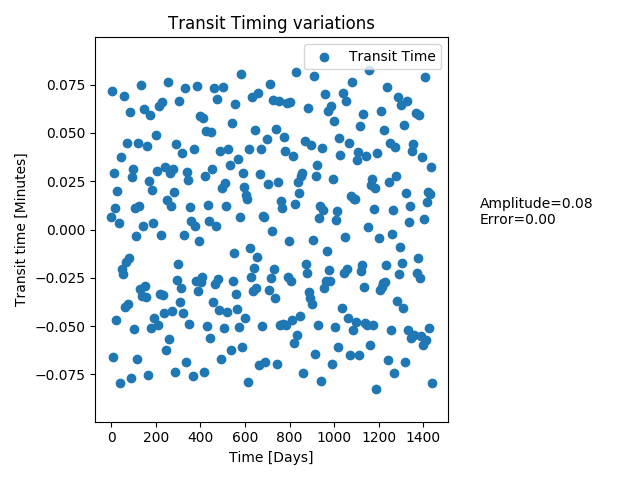 Transit Timing variations
Transit Time
0.075
0.050
0.025
0.000
−0.025
−0.050
−0.075
Transit time [Minutes]
Amplitude=0.08
Error=0.00
0 200 400 600 800 1000 1200 1400
Time [Days]